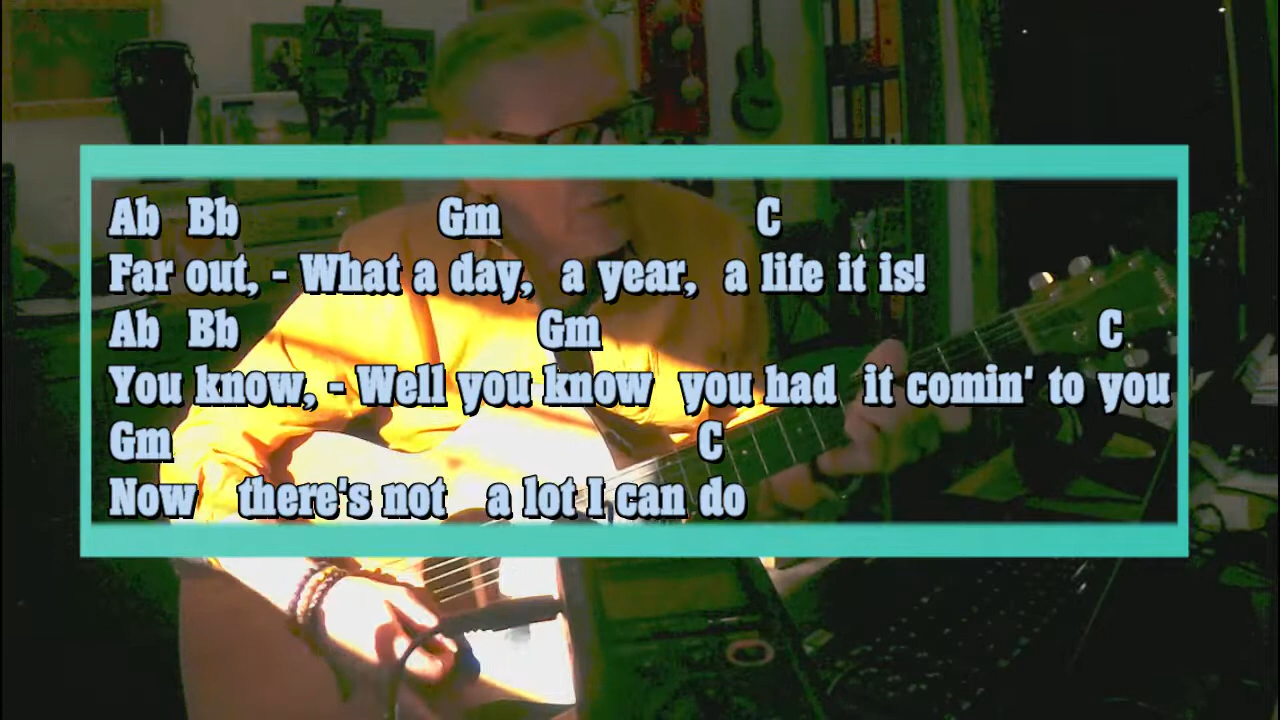 Ab Bb Gm C
Far out, - What a day, a year, a life it is!
Ab Bb Gm C
You know, - Well you know you had it comin' to you
Gm C
Now there's not a lot I can do